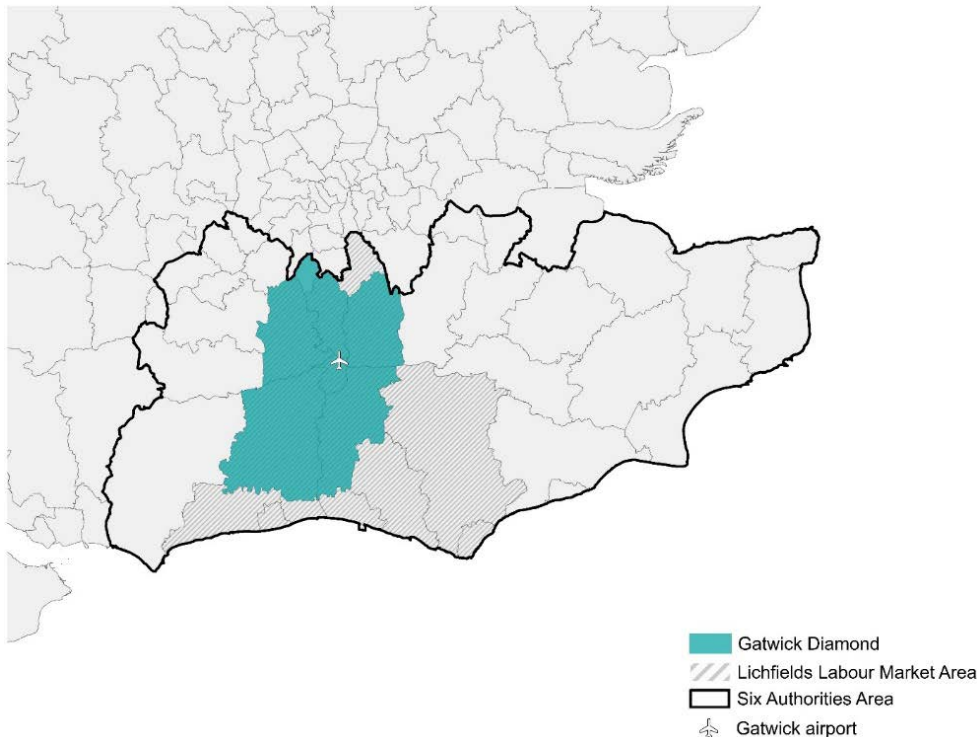 Gatwick Diamond
Lichfields Labour Market Area
Six Authorities Area
Gatwick airport